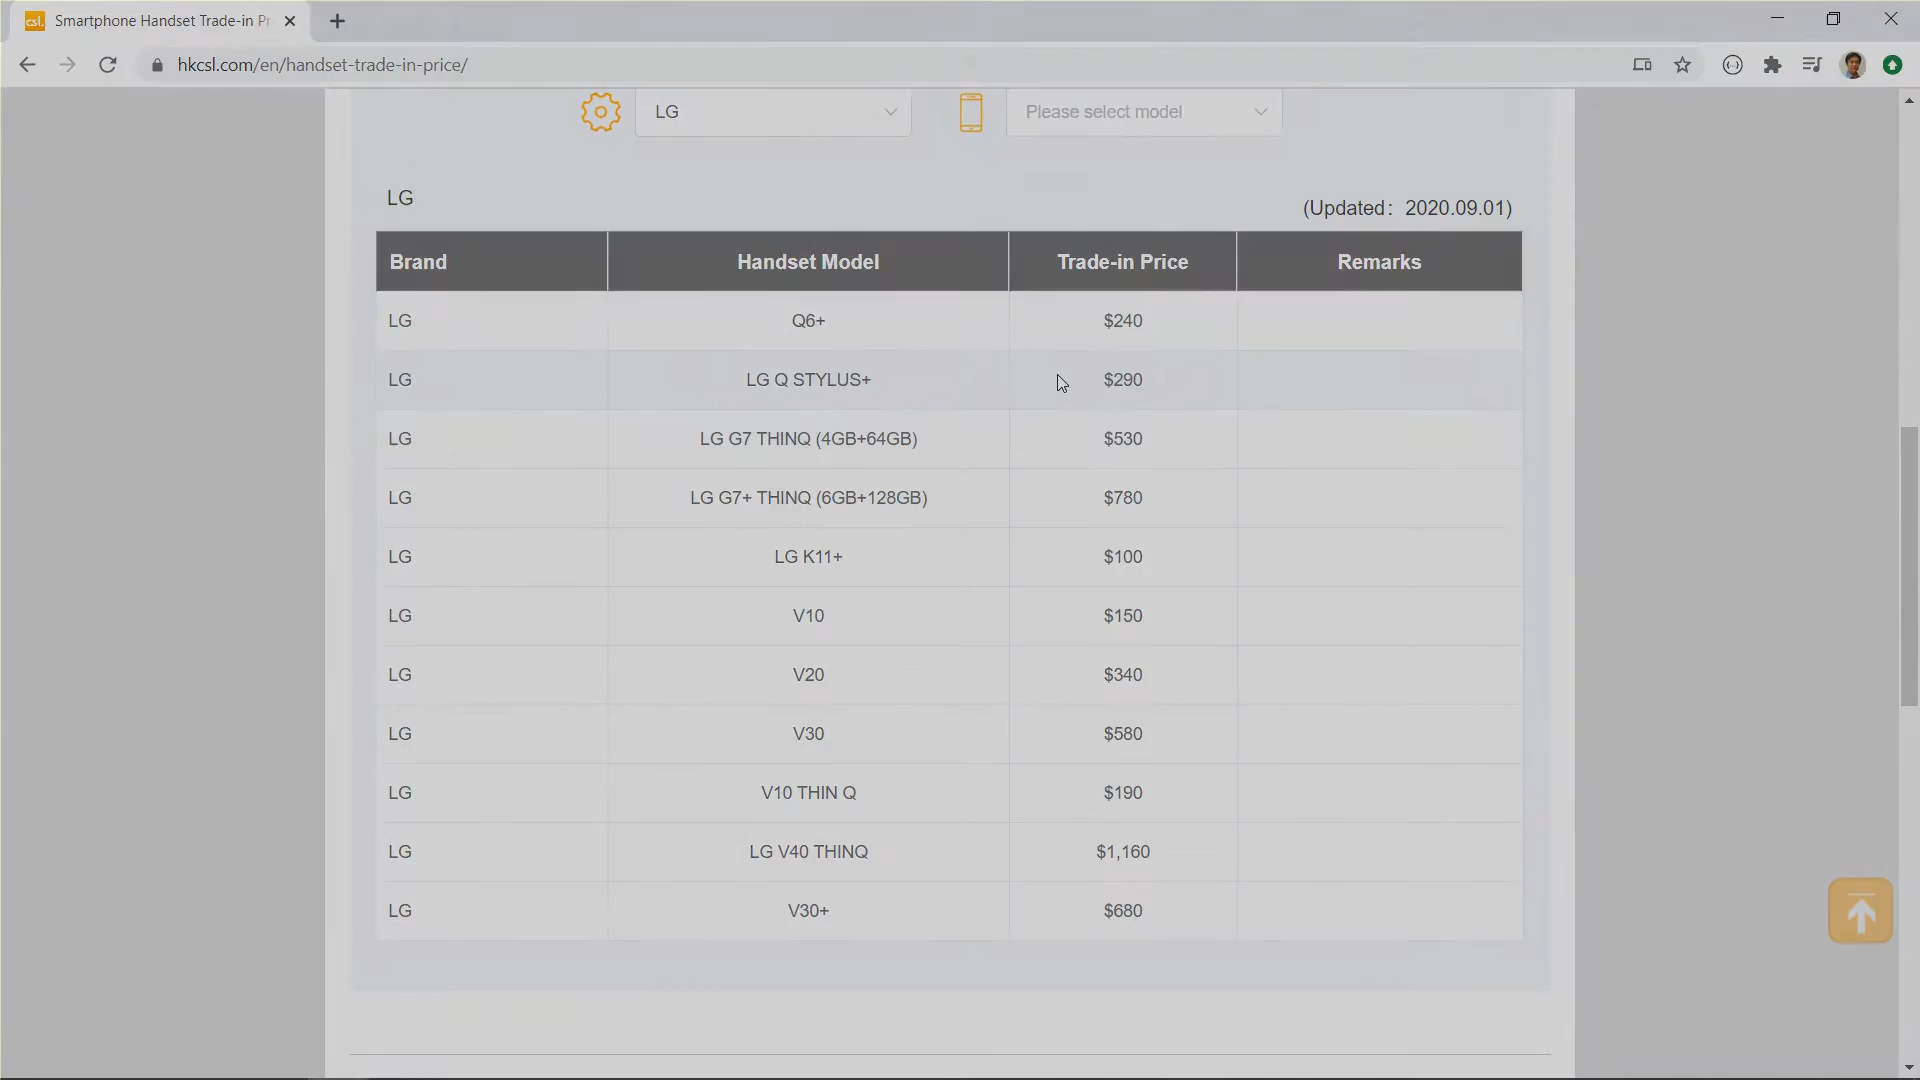 csl. Smartphone Handset Trade-in Pr
hkcsl.com/en/handset-trade-in-price/
LG Please select model
LG
(Updated: 2020.09.01)
Brand Handset Model Trade-in Price Remarks
LG Q6+ $240
LG LG Q STYLUS+ $290
LG LG G7 THINQ (4GB+64GB) $530
LG LG G7+ THINQ (6GB+128GB) $780
LG LG K11+ $100
LG V10 $150
LG V20 $340
LG V30 $580
LG V10 THIN Q $190
LG LG V40 THINQ $1,160
LG V30+ $680